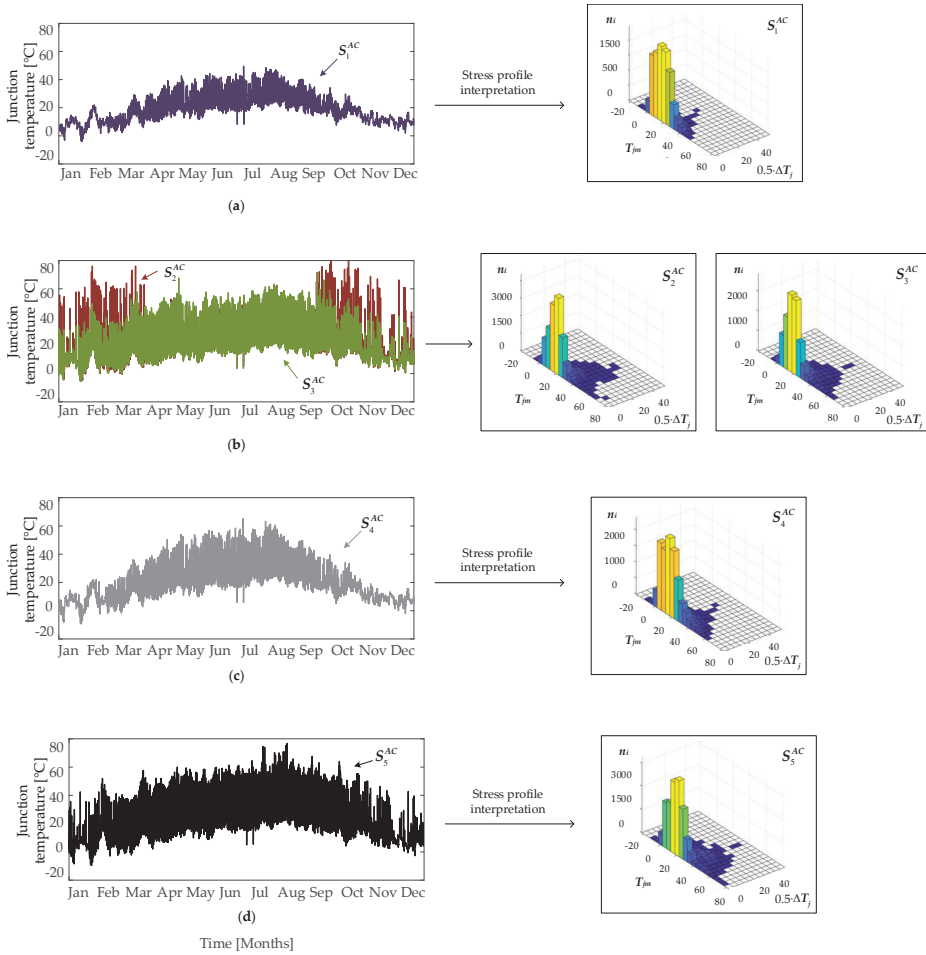 80
60
40
20
0
-20
Junction
temperature [°C]
S₁ᴬᶜ
Jan Feb Mar Apr May Jun Jul Aug Sep Oct Nov Dec
(a)
Stress profile
interpretation
nᵢ
S₁ᴬᶜ
1500
500
0
-20
0
20
40
60
80
Tⱼₘ
0
20
40
0.5·ΔTⱼ
80
60
40
20
0
-20
Junction
temperature [°C]
S₂ᴬᶜ
S₃ᴬᶜ
Jan Feb Mar Apr May Jun Jul Aug Sep Oct Nov Dec
(b)
nᵢ
S₂ᴬᶜ
3000
1500
0
-20
0
20
40
60
80
Tⱼₘ
0
20
40
0.5·ΔTⱼ
nᵢ
S₃ᴬᶜ
2000
1000
0
-20
0
20
40
60
80
Tⱼₘ
0
20
40
0.5·ΔTⱼ
80
60
40
20
0
-20
Junction
temperature [°C]
S₄ᴬᶜ
Jan Feb Mar Apr May Jun Jul Aug Sep Oct Nov Dec
(c)
Stress profile
interpretation
nᵢ
S₄ᴬᶜ
2000
1000
0
-20
0
20
40
60
80
Tⱼₘ
0
20
40
0.5·ΔTⱼ
80
60
40
20
0
-20
Junction
temperature [°C]
S₅ᴬᶜ
Jan Feb Mar Apr May Jun Jul Aug Sep Oct Nov Dec
(d)
Stress profile
interpretation
nᵢ
S₅ᴬᶜ
3000
1500
0
-20
0
20
40
60
80
Tⱼₘ
0
20
40
0.5·ΔTⱼ
Time [Months]